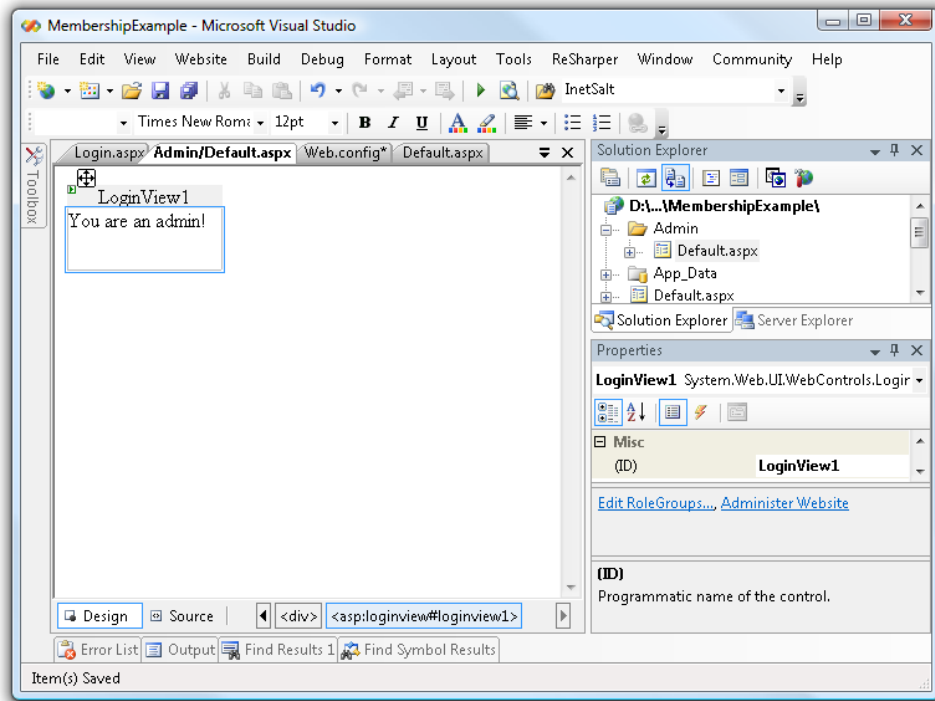 MembershipExample - Microsoft Visual Studio
File Edit View Website Build Debug Format Layout Tools ReSharper Window Community Help
InetSalt
Times New Roma 12pt B I U A
Login.aspx Admin/Default.aspx Web.config* Default.aspx
Toolbox
LoginView1
You are an admin!
Design Source <div> <asp:loginview#loginview1>
Solution Explorer
D:\...\MembershipExample\
Admin
Default.aspx
App_Data
Default.aspx
Solution Explorer Server Explorer
Properties
LoginView1 System.Web.UI.WebControls.Login
Misc
(ID) LoginView1
Edit RoleGroups..., Administer Website
(ID)
Programmatic name of the control.
Error List Output Find Results 1 Find Symbol Results
Item(s) Saved